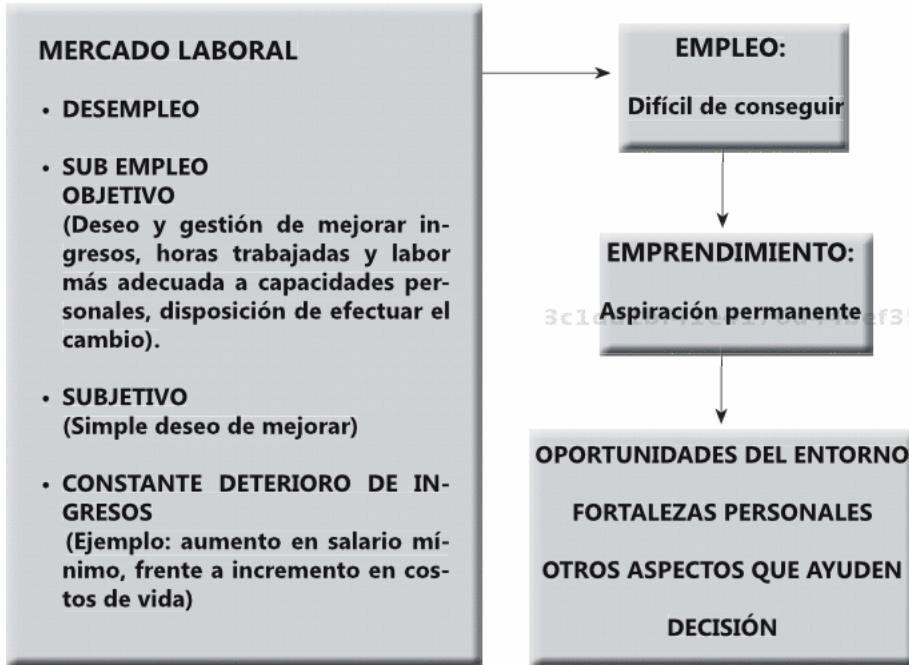 MERCADO LABORAL
• DESEMPLEO
• SUB EMPLEO
OBJETIVO
(Deseo y gestión de mejorar in-
gresos, horas trabajadas y labor
más adecuada a capacidades per-
sonales, disposición de efectuar el
cambio).
• SUBJETIVO
(Simple deseo de mejorar)
• CONSTANTE DETERIORO DE IN-
GRESOS
(Ejemplo: aumento en salario mí-
nimo, frente a incremento en cos-
tos de vida)
EMPLEO:
Difícil de conseguir
EMPRENDIMIENTO:
Aspiración permanente
OPORTUNIDADES DEL ENTORNO
FORTALEZAS PERSONALES
OTROS ASPECTOS QUE AYUDEN
DECISIÓN